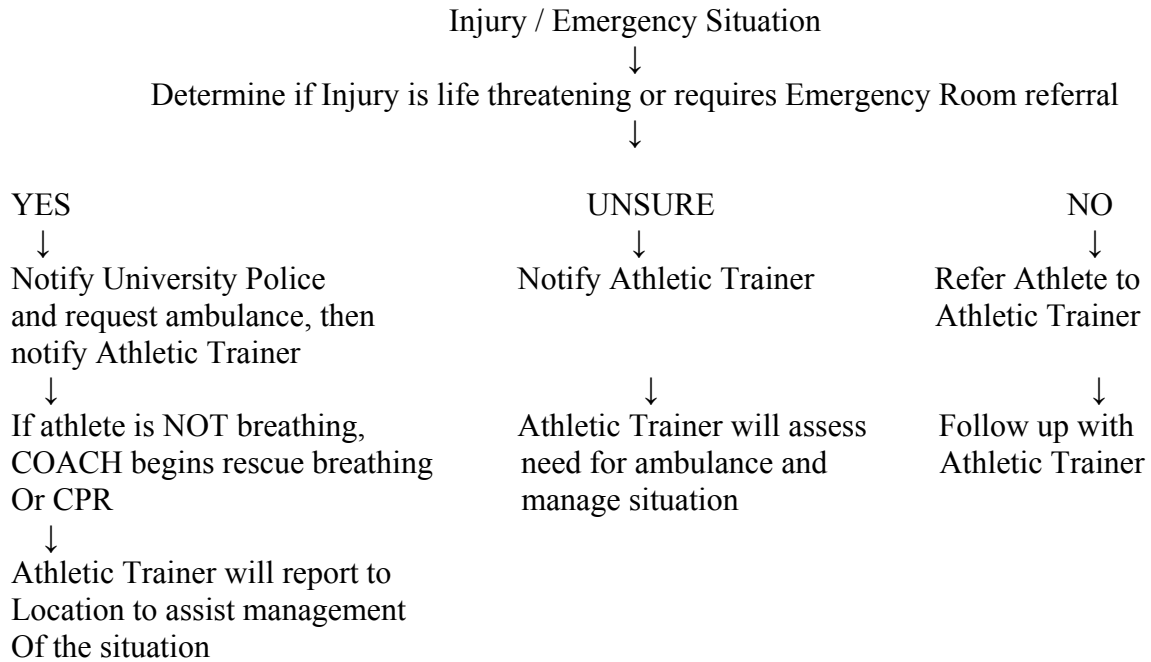 Injury / Emergency Situation
↓
Determine if Injury is life threatening or requires Emergency Room referral
↓
YES
↓
Notify University Police
and request ambulance, then
notify Athletic Trainer
↓
If athlete is NOT breathing,
COACH begins rescue breathing
Or CPR
↓
Athletic Trainer will report to
Location to assist management
Of the situation
UNSURE
↓
Notify Athletic Trainer
↓
Athletic Trainer will assess
need for ambulance and
manage situation
NO
↓
Refer Athlete to
Athletic Trainer
↓
Follow up with
Athletic Trainer